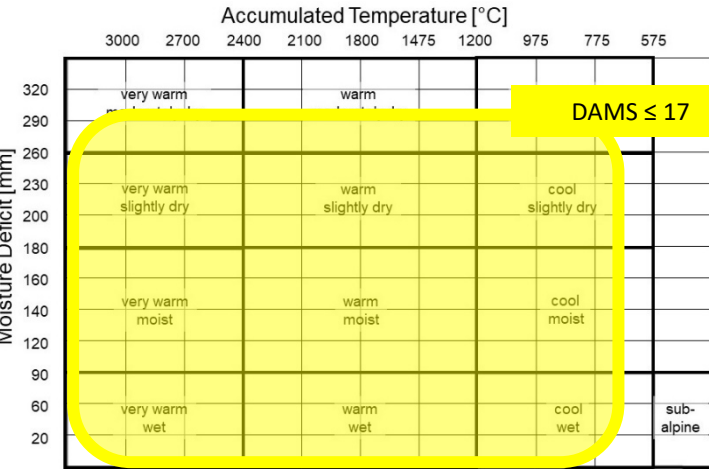 Accumulated Temperature [°C]
3000 2700 2400 2100 1800 1475 1200 975 775 575
Moisture Deficit [mm]
320
290
260
230
200
180
160
140
120
90
60
20
DAMS ≤ 17
very warm
warm
very warm
slightly dry
warm
slightly dry
cool
slightly dry
very warm
moist
warm
moist
cool
moist
very warm
wet
warm
wet
cool
wet
sub-
alpine